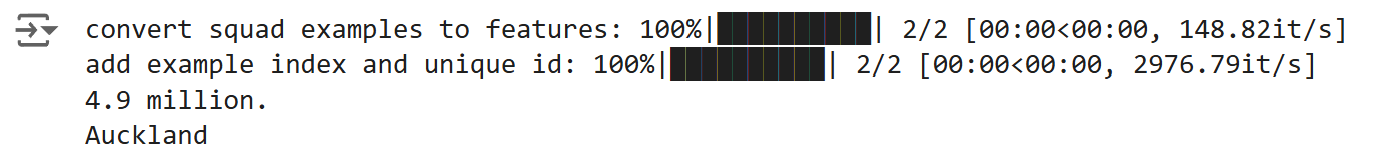 convert squad examples to features: 100%|██████████| 2/2 [00:00<00:00, 148.82it/s]
add example index and unique id: 100%|██████████| 2/2 [00:00<00:00, 2976.79it/s]
4.9 million.
Auckland